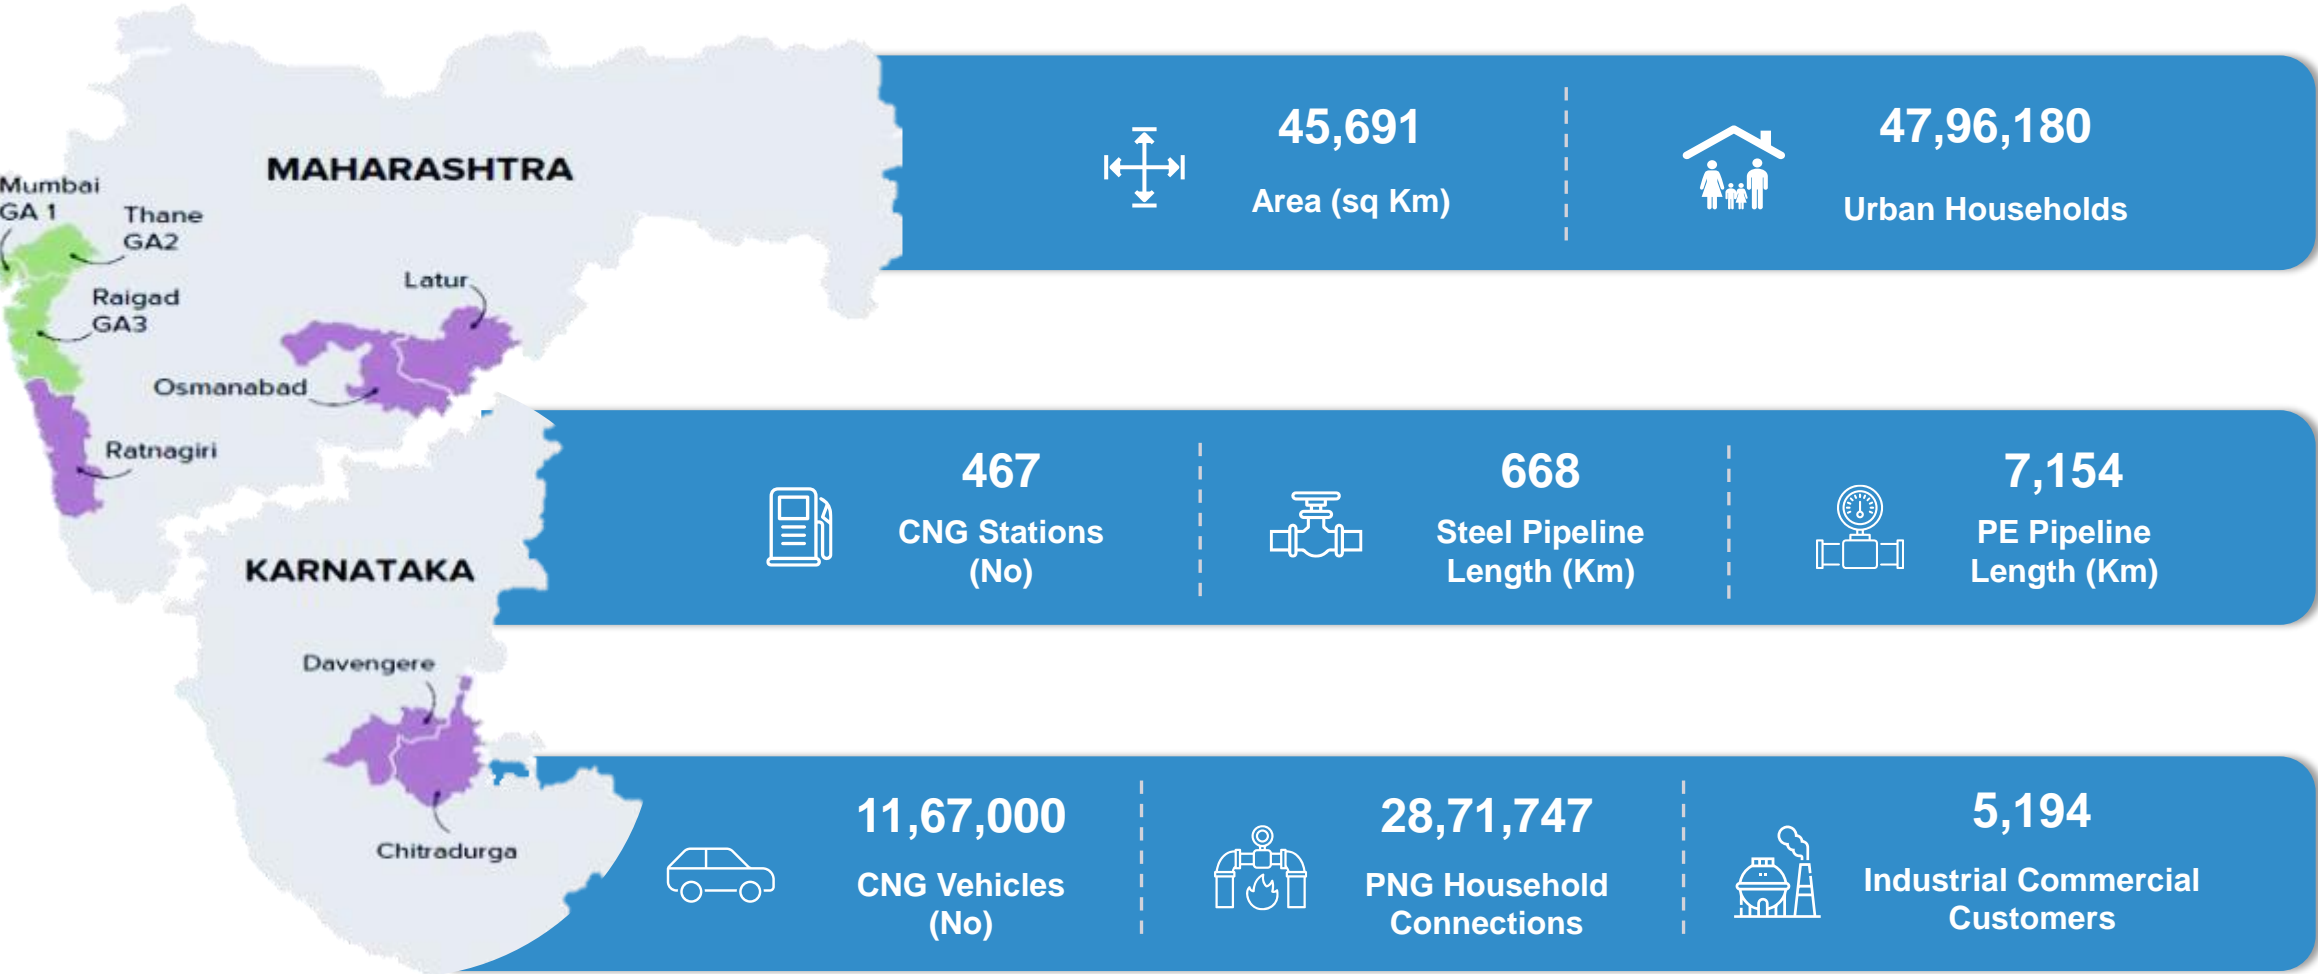 MAHARASHTRA
Mumbai
GA 1
Thane
GA2
Raigad
GA3
Latur
Osmanabad
Ratnagiri
KARNATAKA
Davengere
Chitradurga
45,691
Area (sq Km)
47,96,180
Urban Households
467
CNG Stations
(No)
668
Steel Pipeline
Length (Km)
7,154
PE Pipeline
Length (Km)
11,67,000
CNG Vehicles
(No)
28,71,747
PNG Household
Connections
5,194
Industrial Commercial
Customers